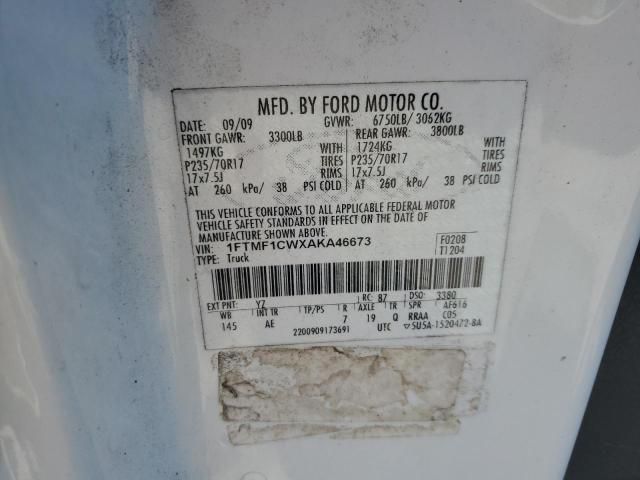 MFD. BY FORD MOTOR CO.
DATE: 09/09 GVWR: 6750LB/ 3062KG
FRONT GAWR: 3300LB REAR GAWR: 3800LB
1497KG WITH 1724KG WITH
P235/70R17 TIRES P235/70R17 TIRES
17x7.5J RIMS 17x7.5J RIMS
AT 260 kPa/ 38 PSI COLD AT 260 kPa/ 38 PSI COLD
THIS VEHICLE CONFORMS TO ALL APPLICABLE FEDERAL MOTOR
VEHICLE SAFETY STANDARDS IN EFFECT ON THE DATE OF
MANUFACTURE SHOWN ABOVE.
VIN: 1FTMF1CWXAKA46673 F0208
TYPE: Truck T1204
EXT PNT: YZ RC: 87 DSO: 3380
WB INT TR TP/PS R AXLE TR SPR AF616
145 AE 7 19 Q RRAA C05
2200909173691 UTC ▽5U5A-1520472-BA